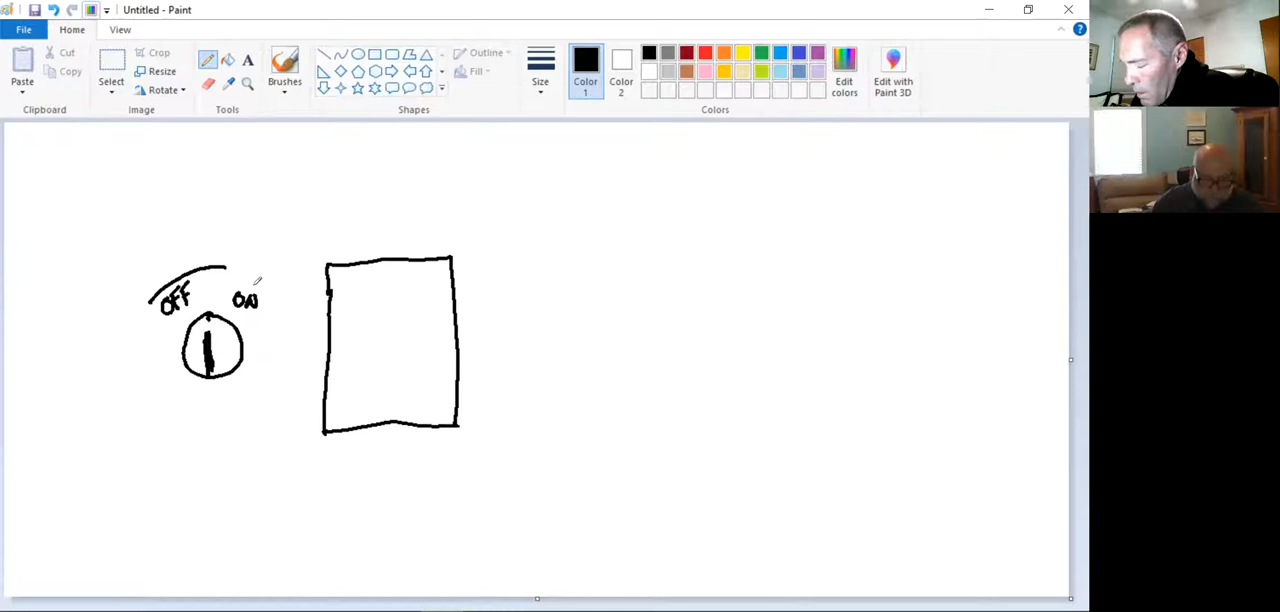 Untitled - Paint
File
Home
View
Paste
Cut
Copy
Clipboard
Select
Crop
Resize
Rotate
Image
A
Tools
Brushes
Shapes
Outline
Fill
Size
Color
1
Color
2
Edit
colors
Colors
Edit with
Paint 3D
?
OFF ON